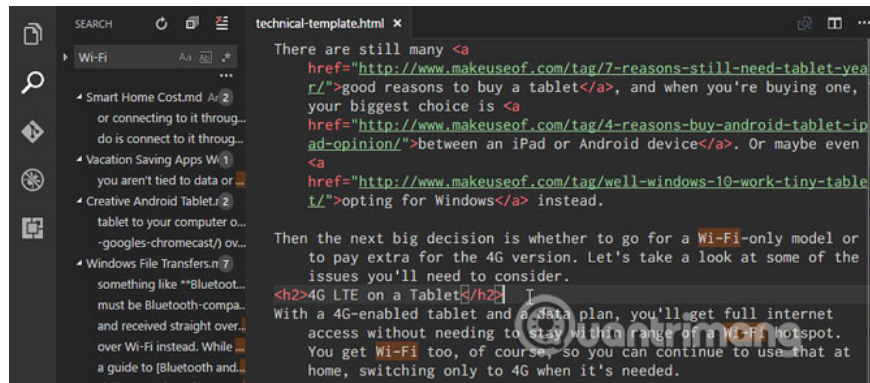 SEARCH
Wi-Fi
Smart Home Cost.md 2
or connecting to it throug...
do is connect to it throug...
Vacation Saving Apps 1
you aren't tied to data or ...
Creative Android Tablet. 2
tablet to your computer o...
-googles-chromecast/) ov...
Windows File Transfers. 7
something like **Bluetoot...
must be Bluetooth-compa...
and received straight over...
over Wi-Fi instead. While ...
a guide to [Bluetooth and...
technical-template.html ×
There are still many <a
href="http://www.makeuseof.com/tag/7-reasons-still-need-tablet-yea
r/">good reasons to buy a tablet</a>, and when you're buying one,
your biggest choice is <a
href="http://www.makeuseof.com/tag/4-reasons-buy-android-tablet-ip
ad-opinion/">between an iPad or Android device</a>. Or maybe even
<a
href="http://www.makeuseof.com/tag/well-windows-10-work-tiny-table
t/">opting for Windows</a> instead.
Then the next big decision is whether to go for a Wi-Fi-only model or
to pay extra for the 4G version. Let's take a look at some of the
issues you'll need to consider.
<h2>4G LTE on a Tablet</h2>
With a 4G-enabled tablet and a data plan, you'll get full internet
access without needing to stay within range of a Wi-Fi hotspot.
You get Wi-Fi too, of course, so you can continue to use that at
home, switching only to 4G when it's needed.
Quantrimang